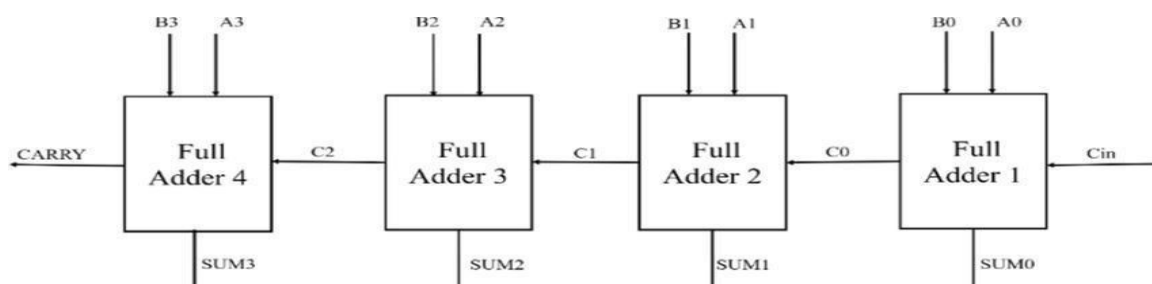 B3 A3 B2 A2 B1 A1 B0 A0
CARRY Full Adder 4 C2 Full Adder 3 C1 Full Adder 2 C0 Full Adder 1 Cin
SUM3 SUM2 SUM1 SUM0